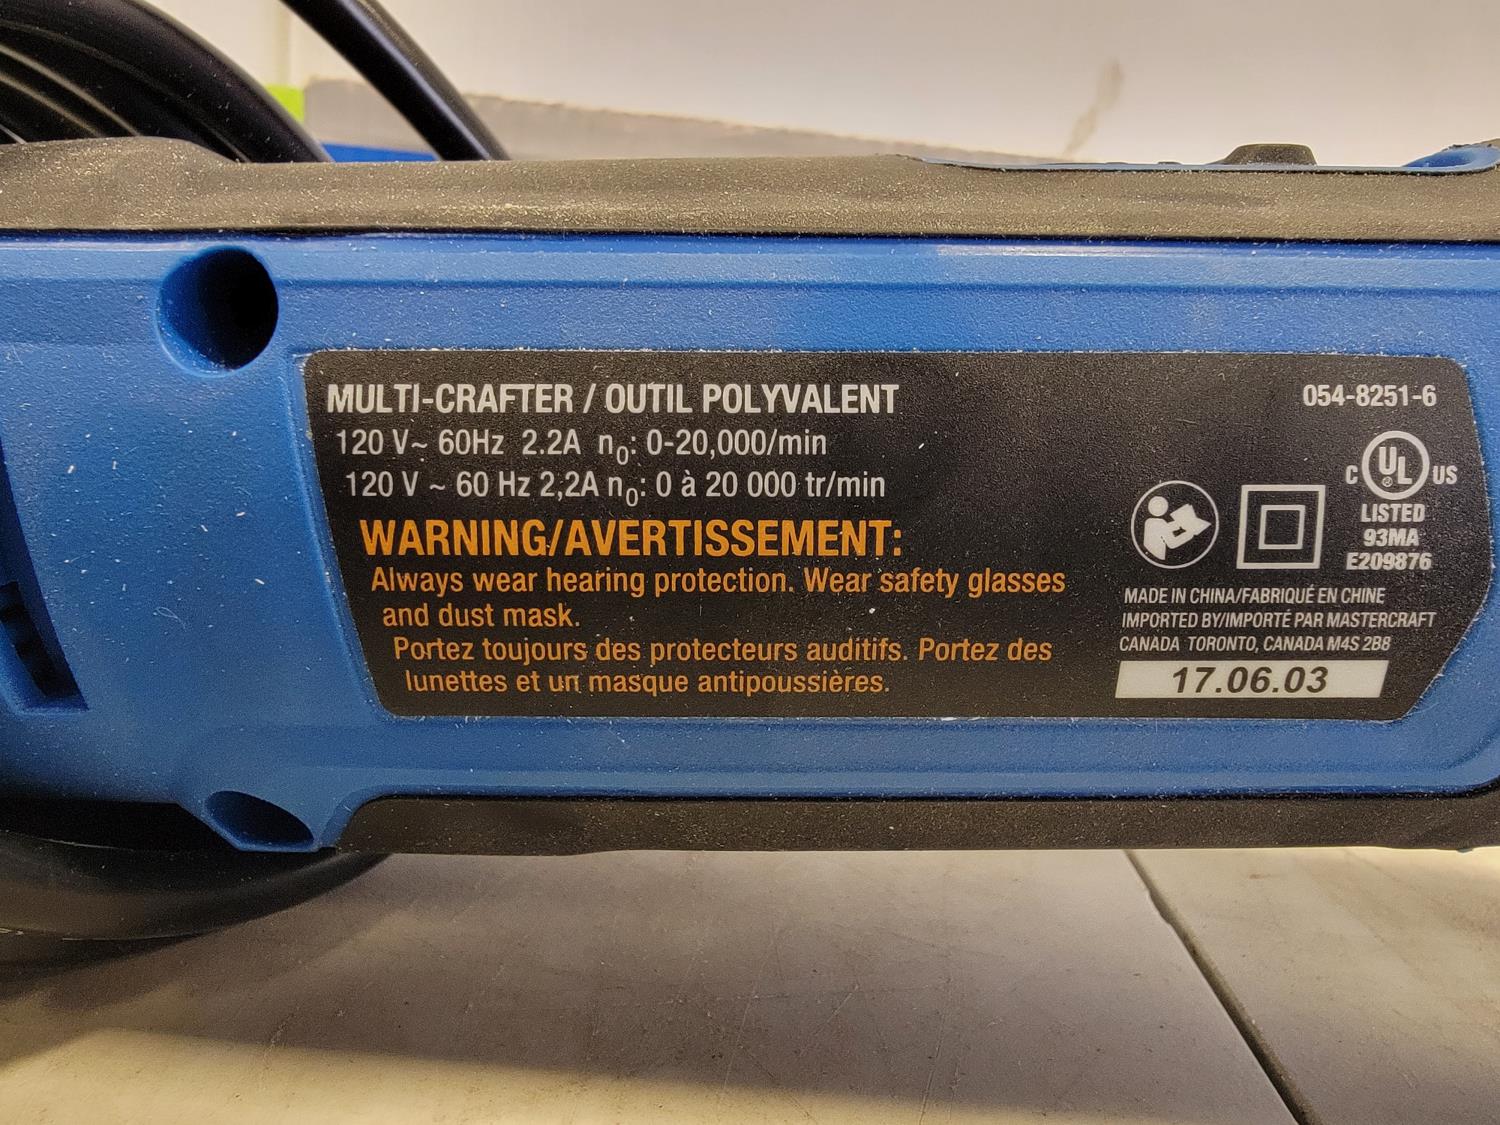 MULTI-CRAFTER / OUTIL POLYVALENT
054-8251-6
120 V~ 60Hz 2.2A n0: 0-20,000/min
120 V ~ 60 Hz 2,2A n0: 0 à 20 000 tr/min
WARNING/AVERTISSEMENT:
Always wear hearing protection. Wear safety glasses
and dust mask.
Portez toujours des protecteurs auditifs. Portez des
lunettes et un masque antipoussières.
C UL US
®
LISTED
93MA
E209876
MADE IN CHINA/FABRIQUÉ EN CHINE
IMPORTED BY/IMPORTÉ PAR MASTERCRAFT
CANADA TORONTO, CANADA M4S 2B8
17.06.03